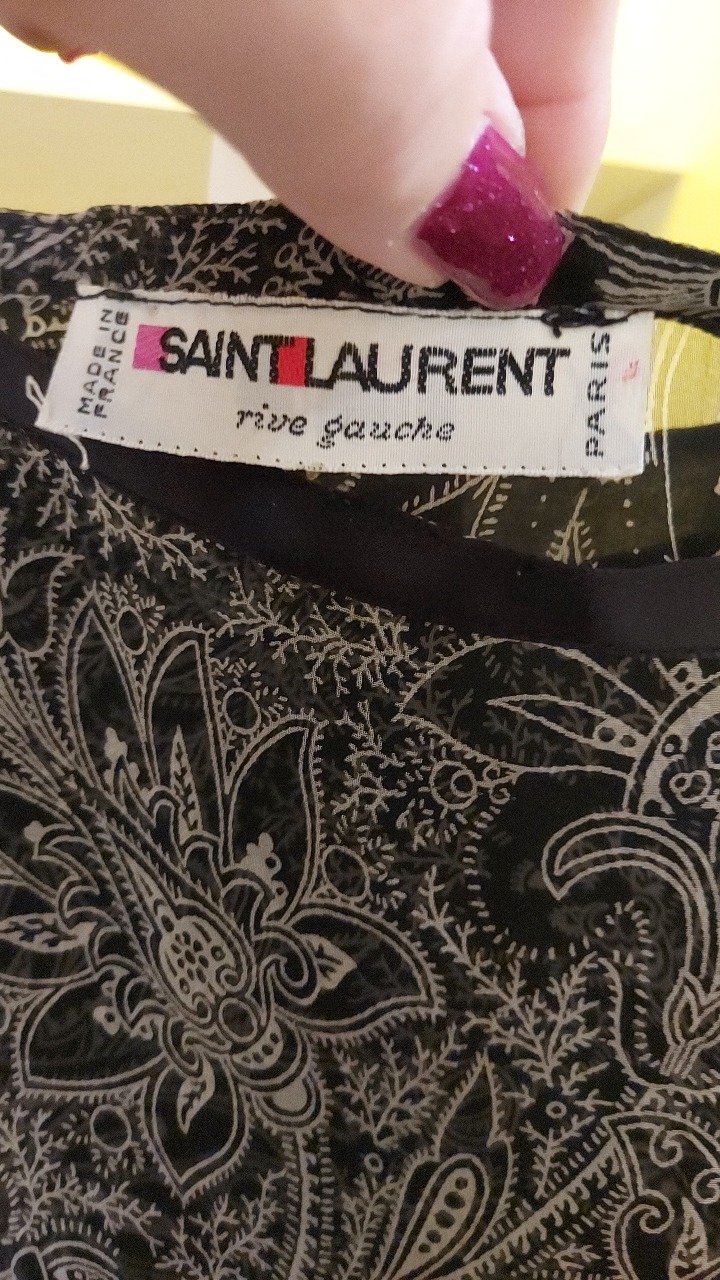 MADE IN
FRANCE
SAINT LAURENT
rive gauche
PARIS